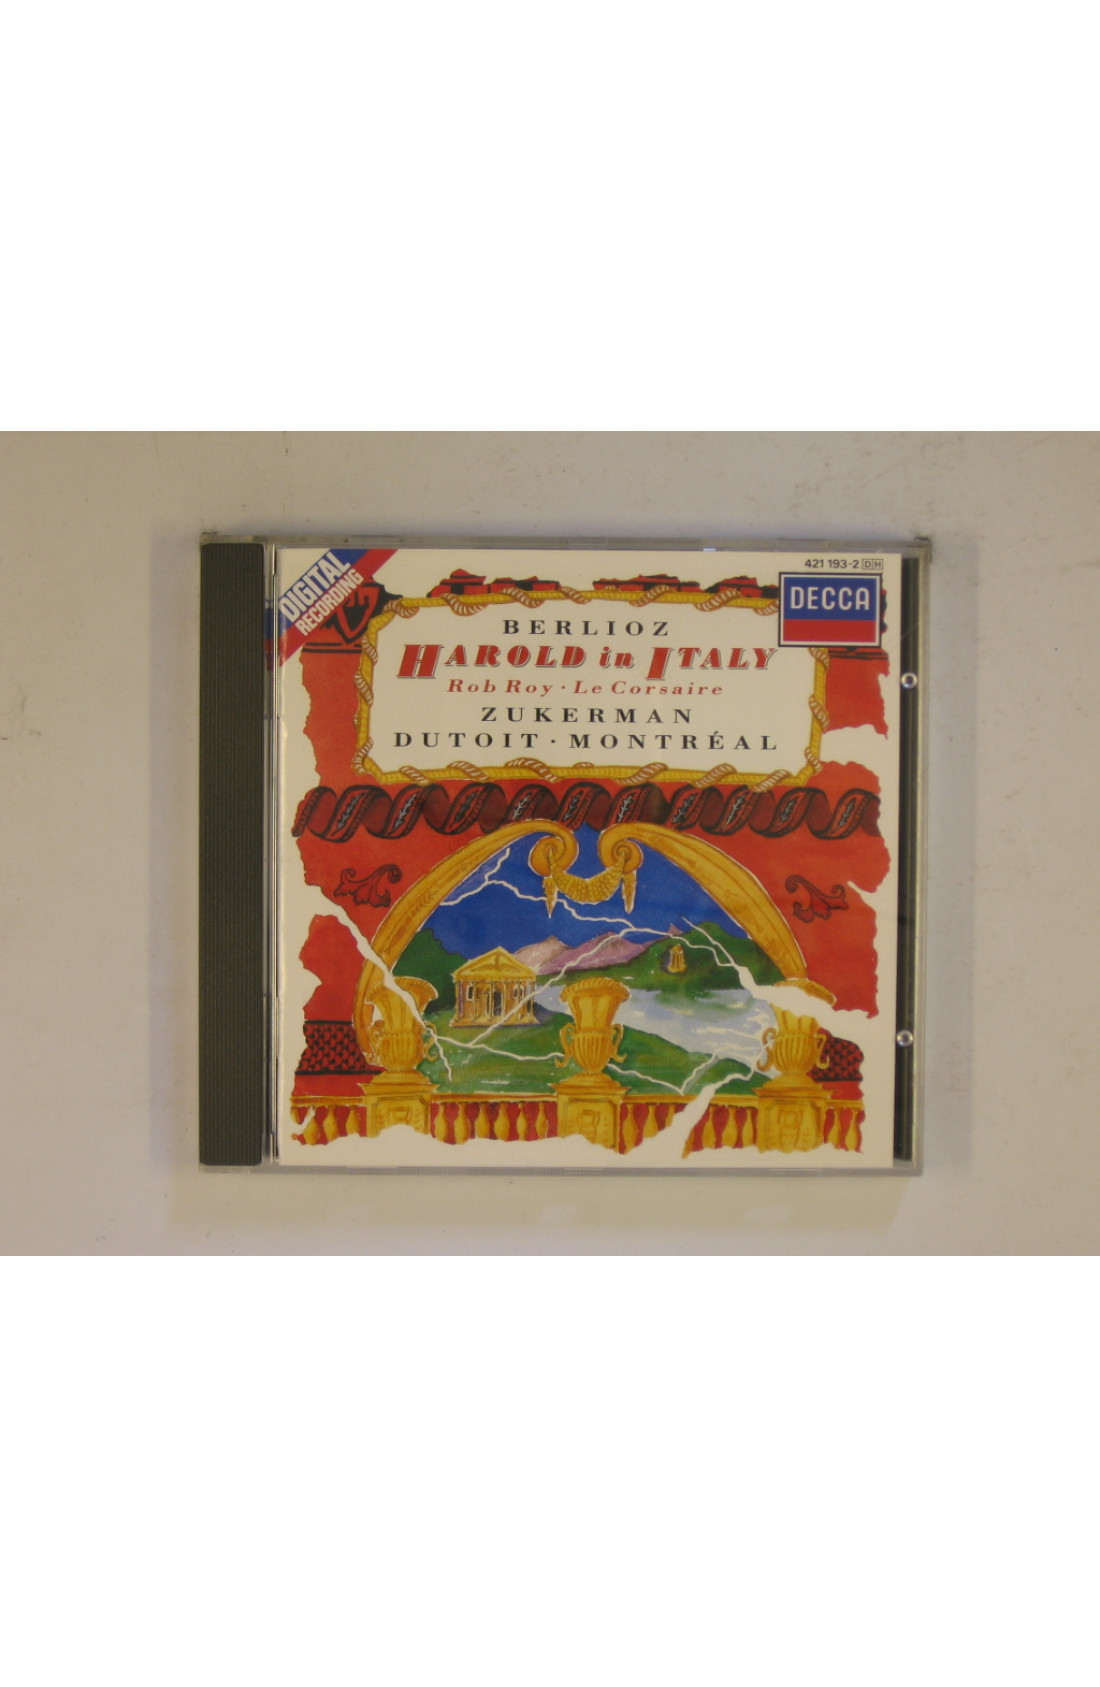 DIGITAL
RECORDING
421 193-2 DH
DECCA
BERLIOZ
HAROLD in ITALY
Rob Roy · Le Corsaire
ZUKERMAN
DUTOIT · MONTRÉAL